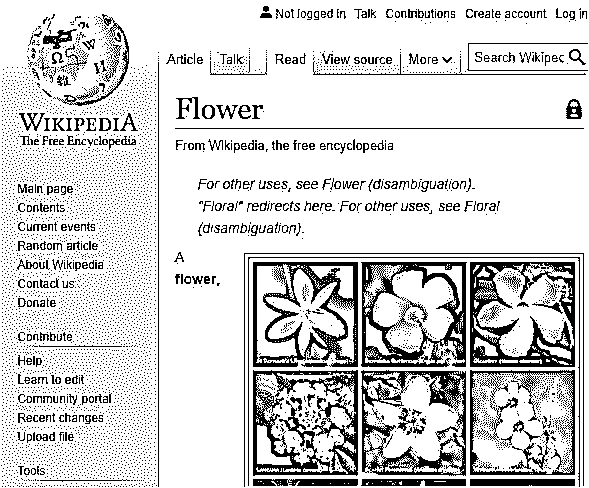 Not logged in Talk Contributions Create account Log in
Article Talk Read View source More Search Wikipec
WIKIPEDIA
The Free Encyclopedia
Flower
From Wikipedia, the free encyclopedia
For other uses, see Flower (disambiguation).
"Floral" redirects here. For other uses, see Floral
(disambiguation).
A
flower,
Main page
Contents
Current events
Random article
About Wikipedia
Contact us
Donate
Contribute
Help
Learn to edit
Community portal
Recent changes
Upload file
Tools